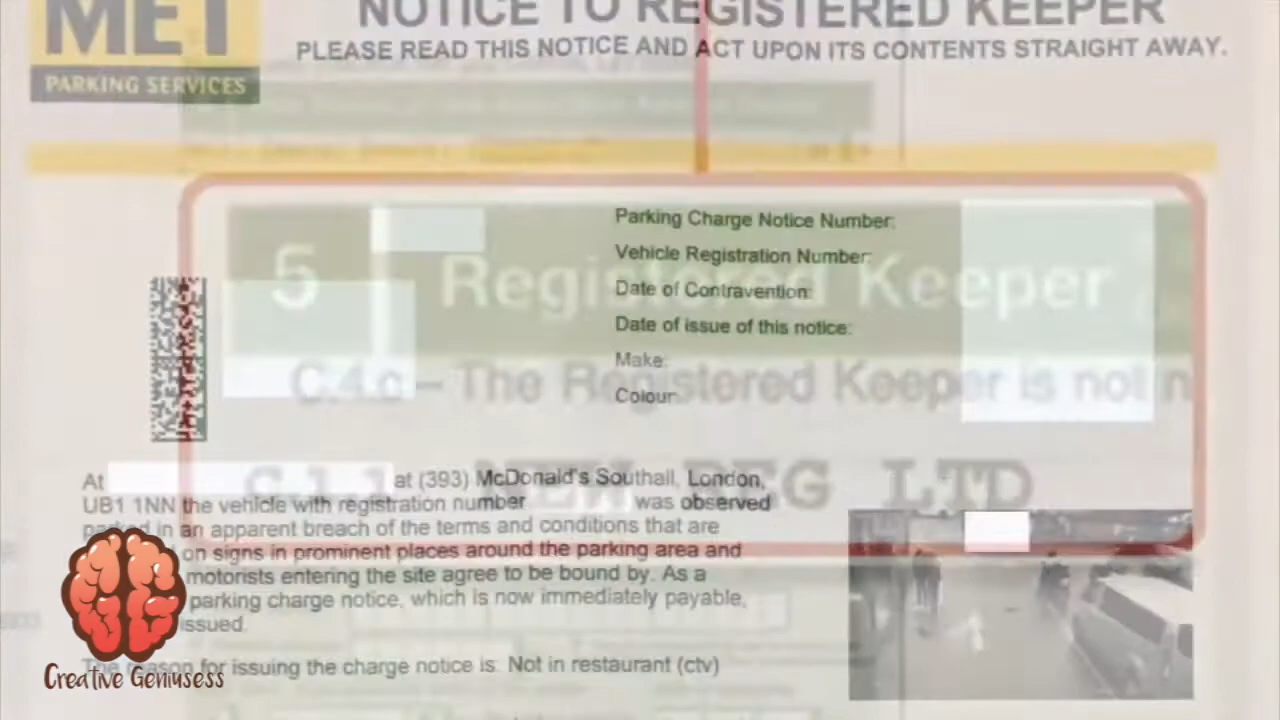 MET
PARKING SERVICES
NOTICE TO REGISTERED KEEPER
PLEASE READ THIS NOTICE AND ACT UPON ITS CONTENTS STRAIGHT AWAY.
Parking Charge Notice Number:
Vehicle Registration Number:
Date of Contravention:
Date of issue of this notice:
Make:
Colour:
5 Registered Keeper
C.4.c – The Registered Keeper is not
LTD
At at (393) McDonald's Southall, London,
UB1 1NN the vehicle with registration number was observed
parked in an apparent breach of the terms and conditions that are
on signs in prominent places around the parking area and
motorists entering the site agree to be bound by. As a
parking charge notice, which is now immediately payable,
issued.
The reason for issuing the charge notice is: Not in restaurant (ctv)
Creative Geniusess